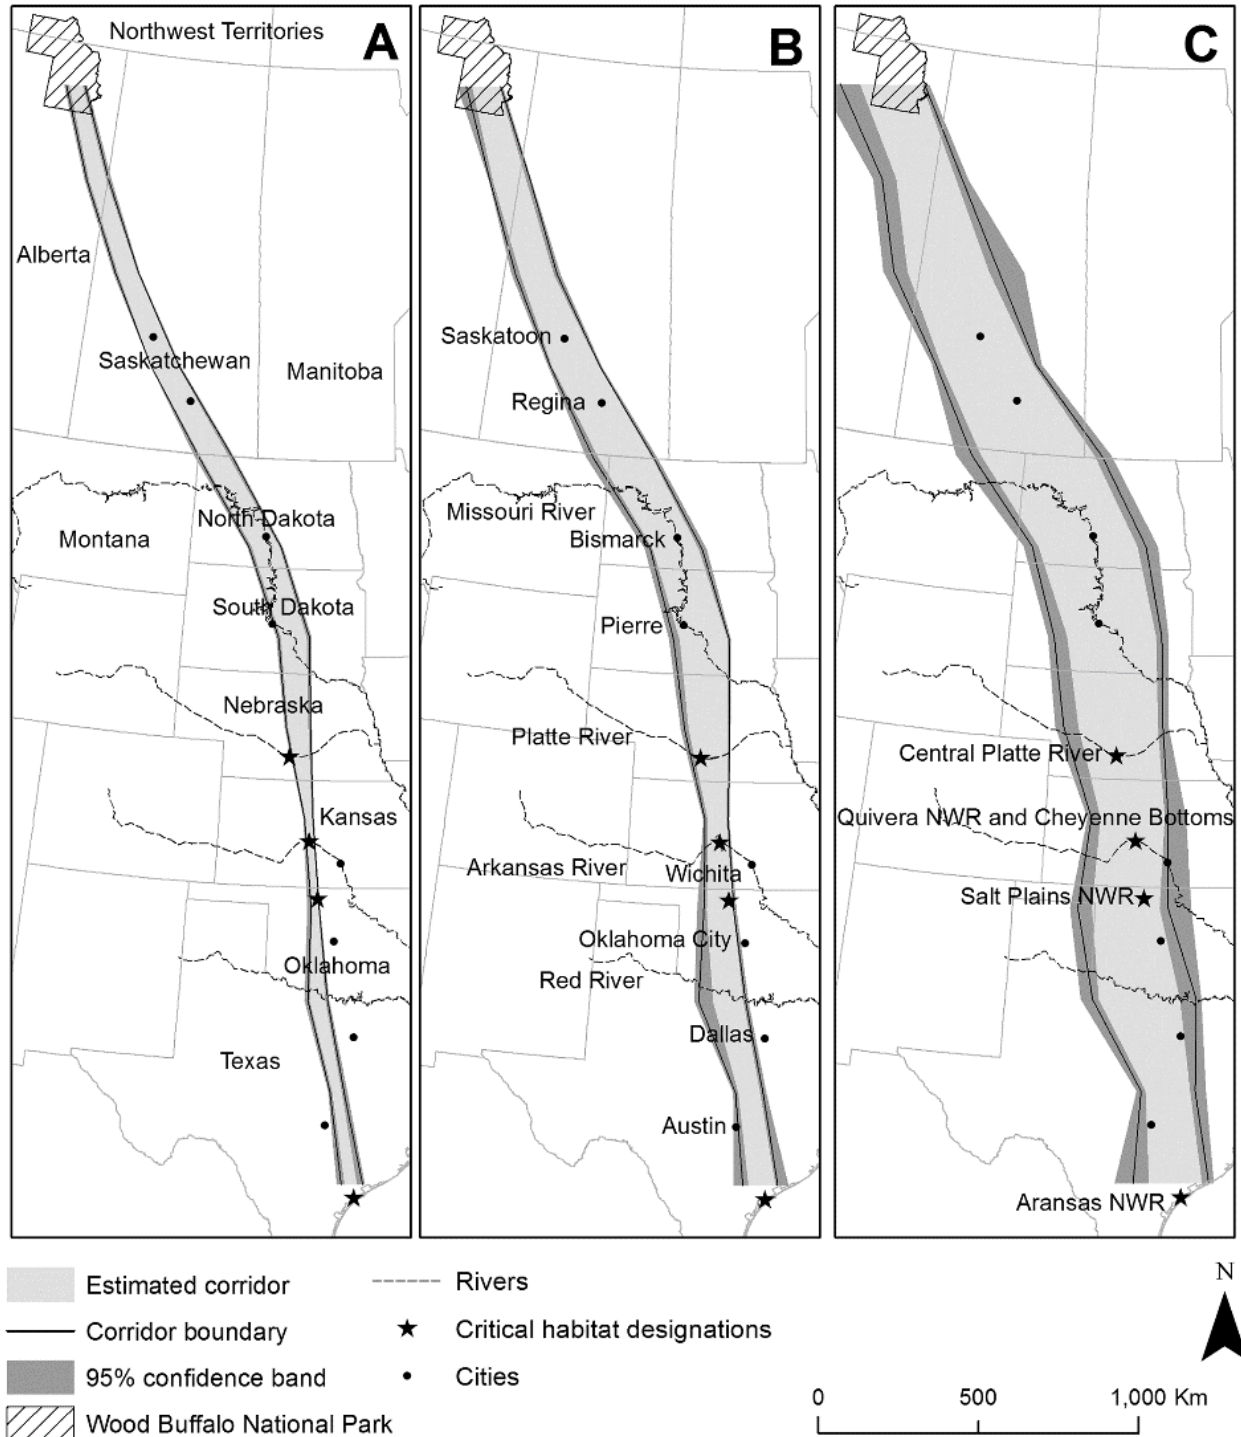 Northwest Territories
A
Alberta
Saskatchewan
Manitoba
North Dakota
Montana
South Dakota
Nebraska
Kansas
Oklahoma
Texas
B
Saskatoon
Regina
Missouri River
Bismarck
Pierre
Platte River
Arkansas River
Wichita
Oklahoma City
Red River
Dallas
Austin
C
Central Platte River
Quivera NWR and Cheyenne Bottoms
Salt Plains NWR
Aransas NWR
Estimated corridor
Corridor boundary
95% confidence band
Wood Buffalo National Park
Rivers
Critical habitat designations
Cities
N
0 500 1,000 Km